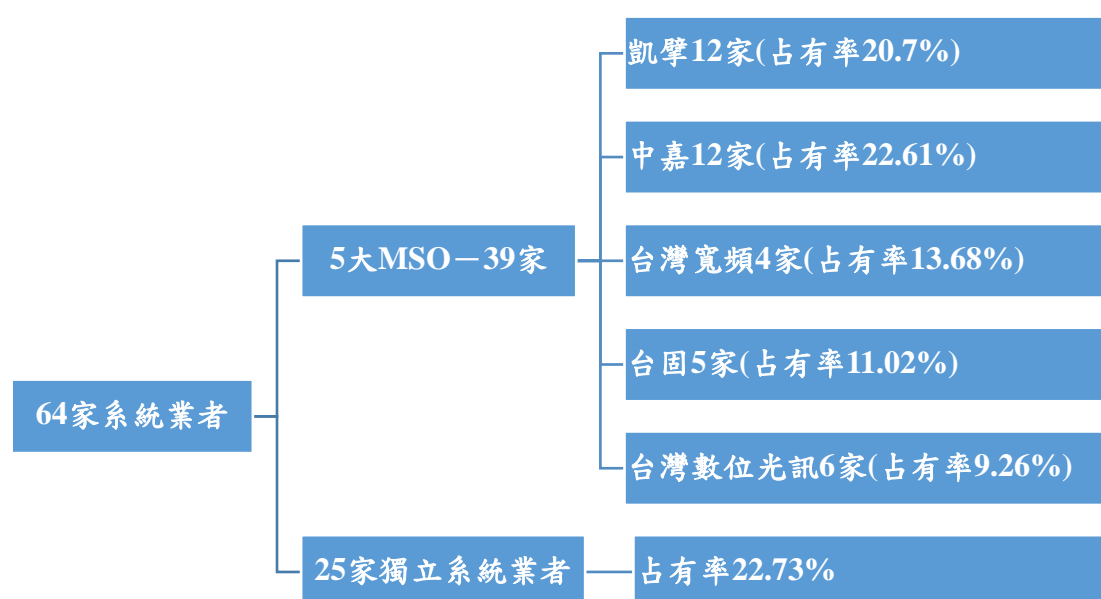 64家系統業者
5大MSO－39家
凱擘12家(占有率20.7%)
中嘉12家(占有率22.61%)
台灣寬頻4家(占有率13.68%)
台固5家(占有率11.02%)
台灣數位光訊6家(占有率9.26%)
25家獨立系統業者
占有率22.73%